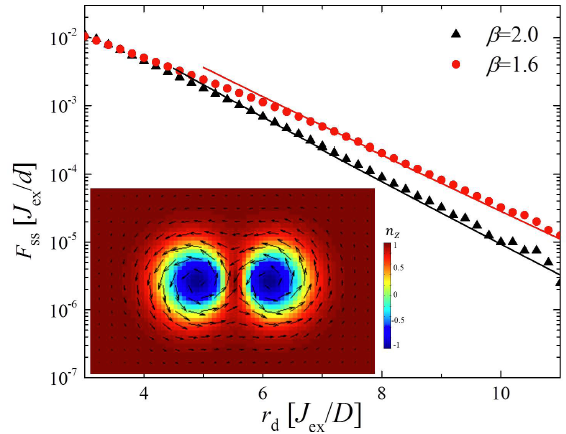 10⁻²
10⁻³
10⁻⁴
10⁻⁵
10⁻⁶
10⁻⁷
F_ss [J_ex/d]
β=2.0
β=1.6
n_z
1
0.5
0
-0.5
-1
4 6 8 10
r_d [J_ex/D]